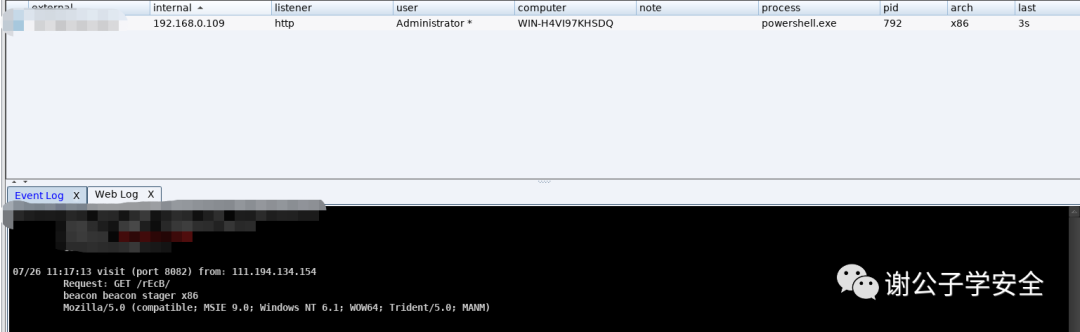 external internal listener user computer note process pid arch last
192.168.0.109 http Administrator * WIN-H4VI97KHSDQ powershell.exe 792 x86 3s
Event Log X Web Log X
07/26 11:17:13 visit (port 8082) from: 111.194.134.154
Request: GET /rEcB/
beacon beacon stager x86
Mozilla/5.0 (compatible; MSIE 9.0; Windows NT 6.1; WOW64; Trident/5.0; MANM)
谢公子学安全